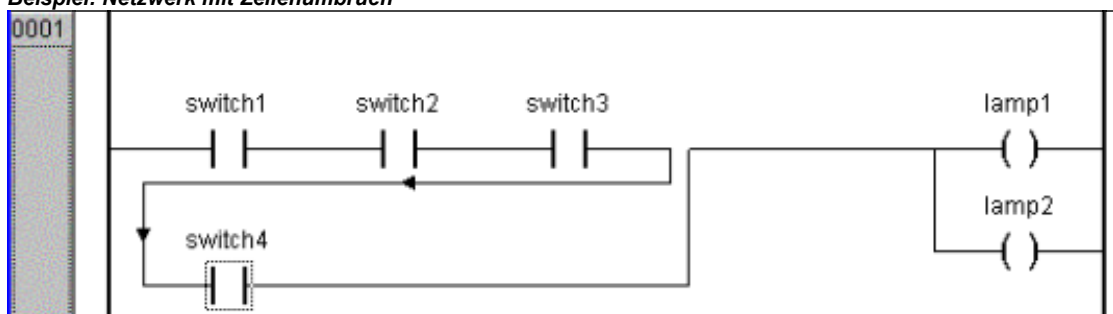 Beispiel: Netzwerk mit Zeilenumbruch
0001
switch1 switch2 switch3 lamp1
lamp2
switch4